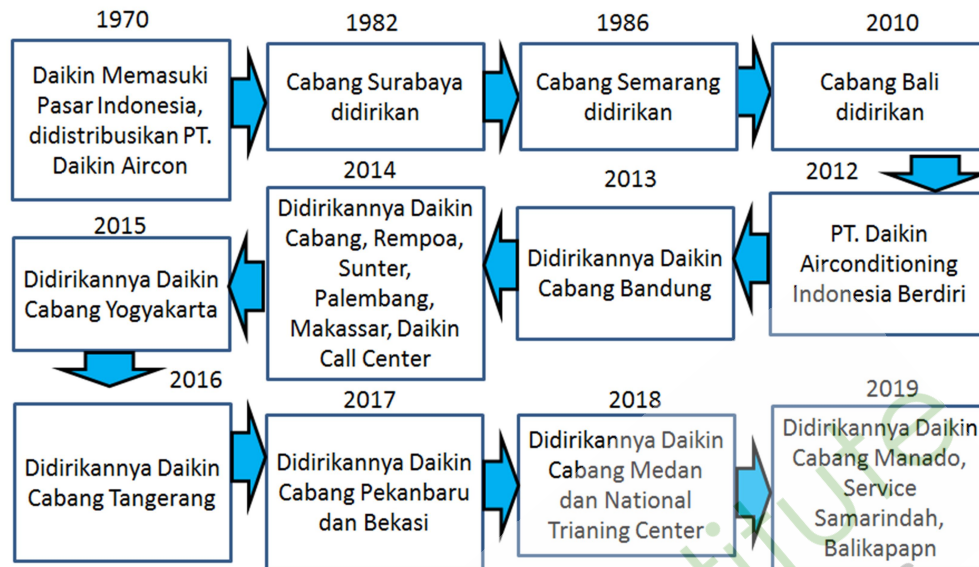 1970
Daikin Memasuki
Pasar Indonesia,
didistribusikan PT.
Daikin Aircon
1982
Cabang Surabaya
didirikan
1986
Cabang Semarang
didirikan
2010
Cabang Bali
didirikan
2012
PT. Daikin
Airconditioning
Indonesia Berdiri
2013
Didirikannya Daikin
Cabang Bandung
2014
Didirikannya Daikin
Cabang, Rempoa,
Sunter,
Palembang,
Makassar, Daikin
Call Center
2015
Didirikannya Daikin
Cabang Yogyakarta
2016
Didirikannya Daikin
Cabang Tangerang
2017
Didirikannya Daikin
Cabang Pekanbaru
dan Bekasi
2018
Didirikannya Daikin
Cabang Medan
dan National
Trianing Center
2019
Didirikannya Daikin
Cabang Manado,
Service
Samarindah,
Balikapapn